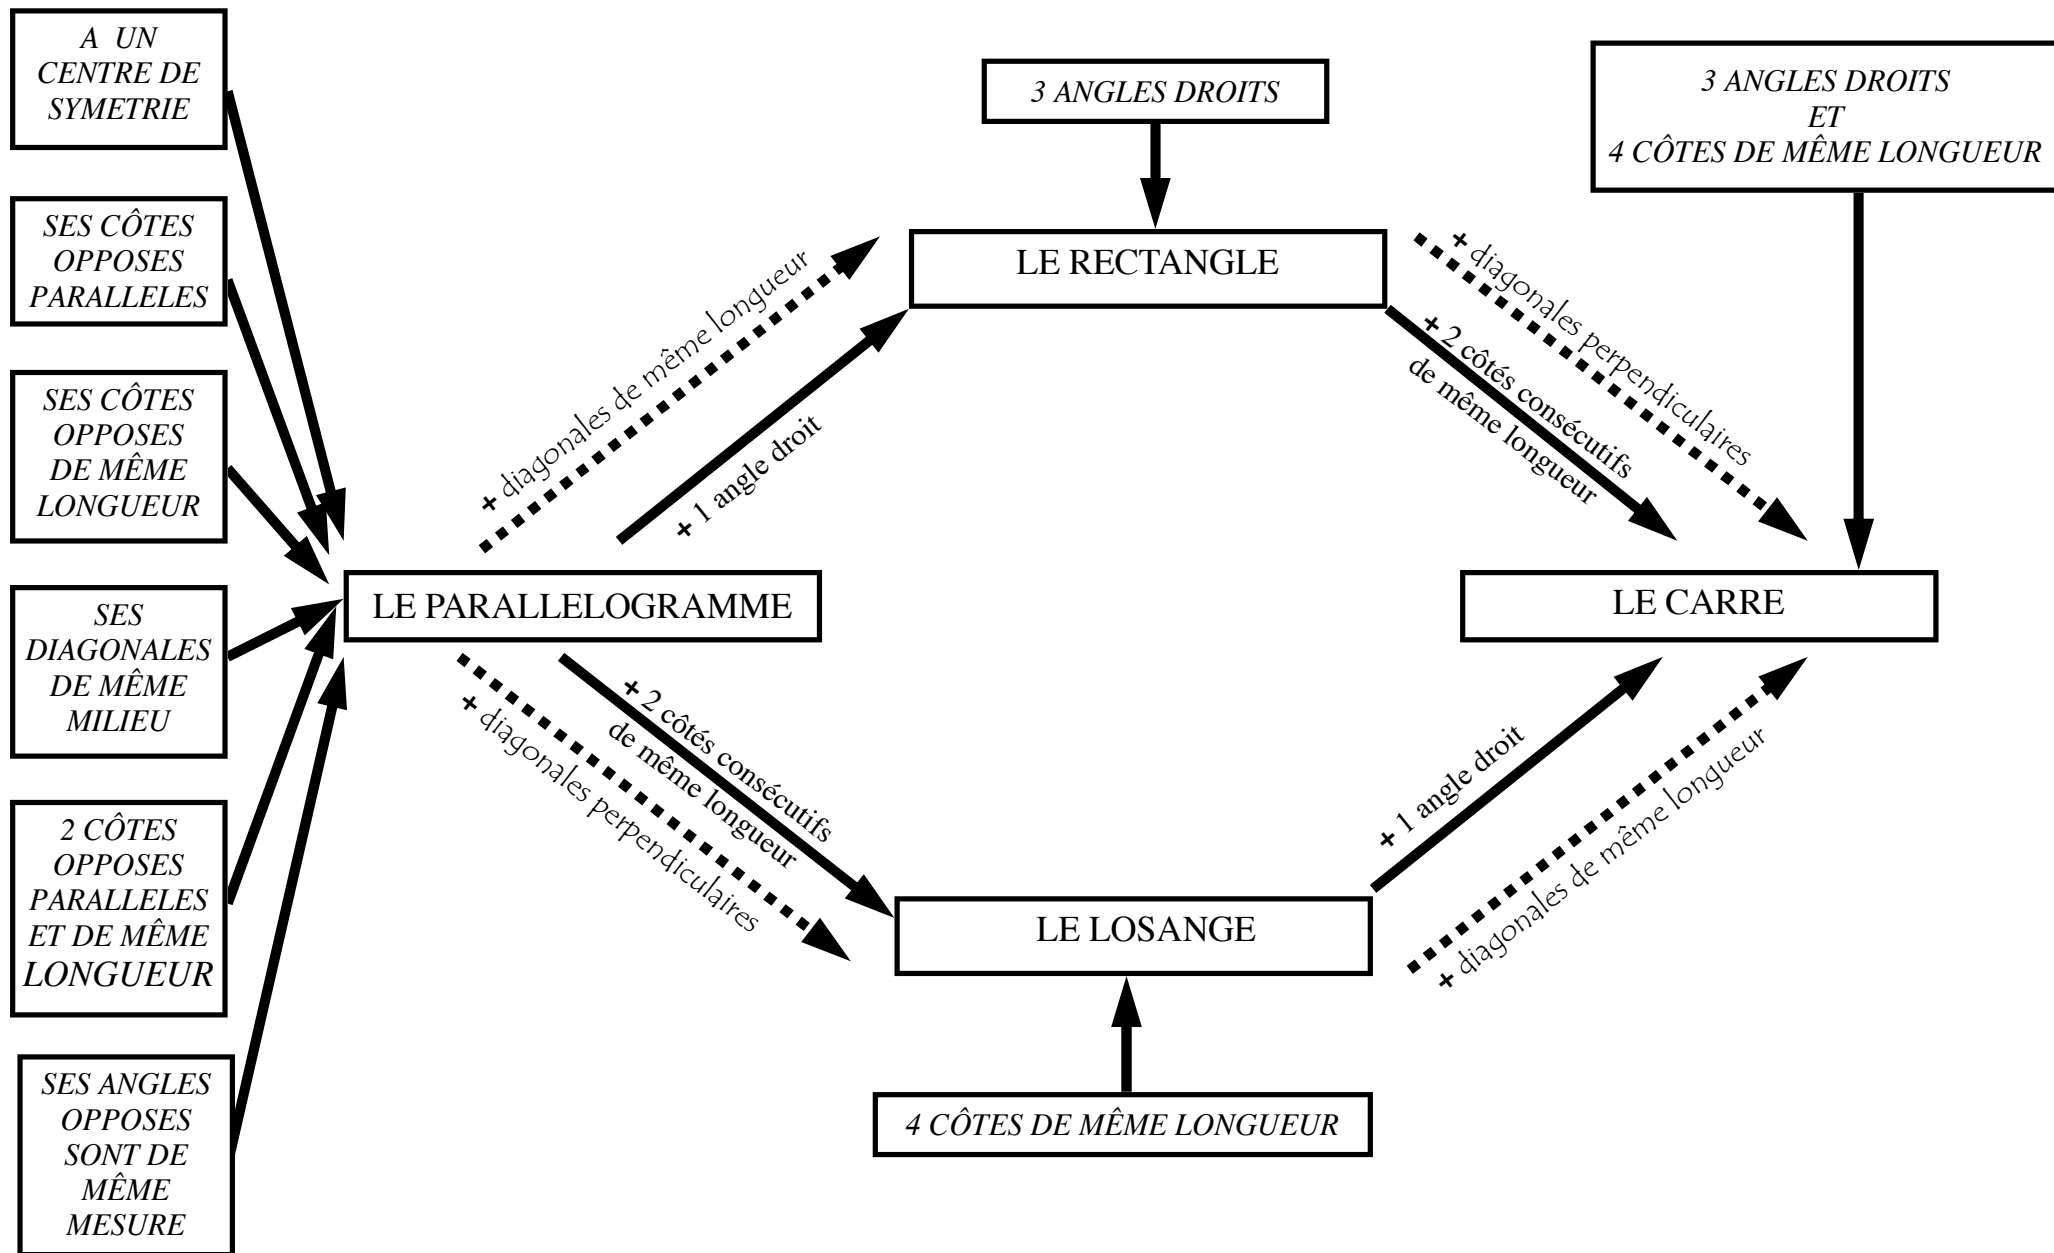 A UN
CENTRE DE
SYMETRIE
SES CÔTES
OPPOSES
PARALLELES
SES CÔTES
OPPOSES
DE MÊME
LONGUEUR
SES
DIAGONALES
DE MÊME
MILIEU
2 CÔTES
OPPOSES
PARALLELES
ET DE MÊME
LONGUEUR
SES ANGLES
OPPOSES
SONT DE
MÊME
MESURE
LE PARALLELOGRAMME
+ diagonales de même longueur
+ 1 angle droit
+ 2 côtés consécutifs
de même longueur
+ diagonales perpendiculaires
3 ANGLES DROITS
LE RECTANGLE
LE LOSANGE
4 CÔTES DE MÊME LONGUEUR
+ diagonales perpendiculaires
+ 2 côtés consécutifs
de même longueur
+ 1 angle droit
+ diagonales de même longueur
3 ANGLES DROITS
ET
4 CÔTES DE MÊME LONGUEUR
LE CARRE